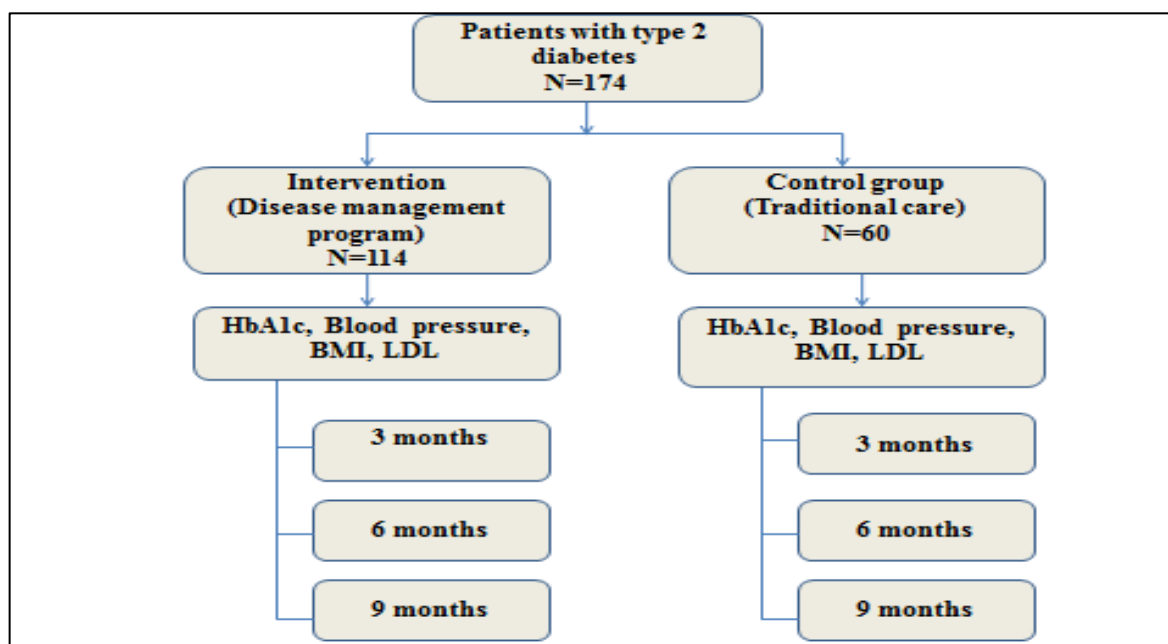 Patients with type 2
diabetes
N=174
Intervention
(Disease management
program)
N=114
Control group
(Traditional care)
N=60
HbA1c, Blood pressure,
BMI, LDL
HbA1c, Blood pressure,
BMI, LDL
3 months
6 months
9 months
3 months
6 months
9 months